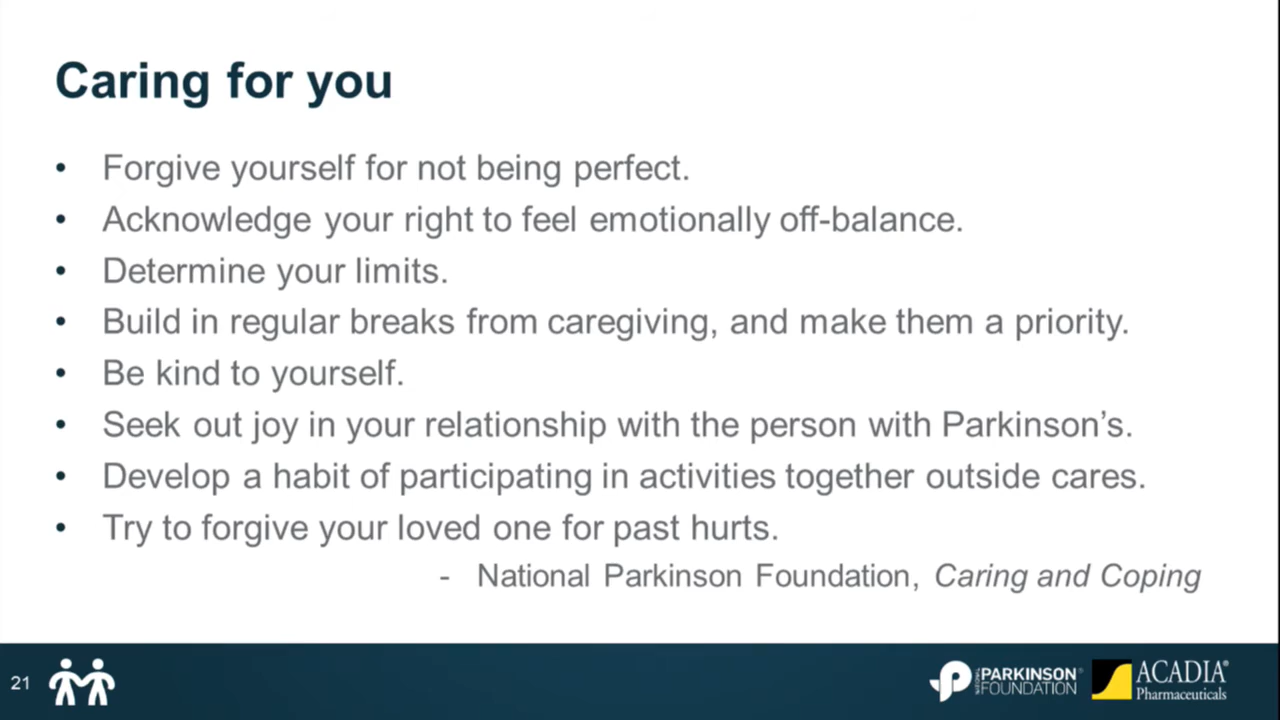 Caring for you
• Forgive yourself for not being perfect.
• Acknowledge your right to feel emotionally off-balance.
• Determine your limits.
• Build in regular breaks from caregiving, and make them a priority.
• Be kind to yourself.
• Seek out joy in your relationship with the person with Parkinson’s.
• Develop a habit of participating in activities together outside cares.
• Try to forgive your loved one for past hurts.
- National Parkinson Foundation, Caring and Coping
21
NATIONAL PARKINSON® FOUNDATION
ACADIA®
Pharmaceuticals